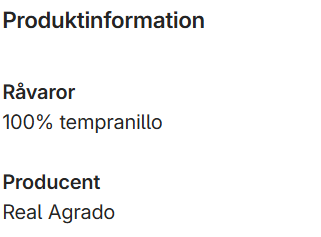 Produktinformation
Råvaror
100% tempranillo
Producent
Real Agrado